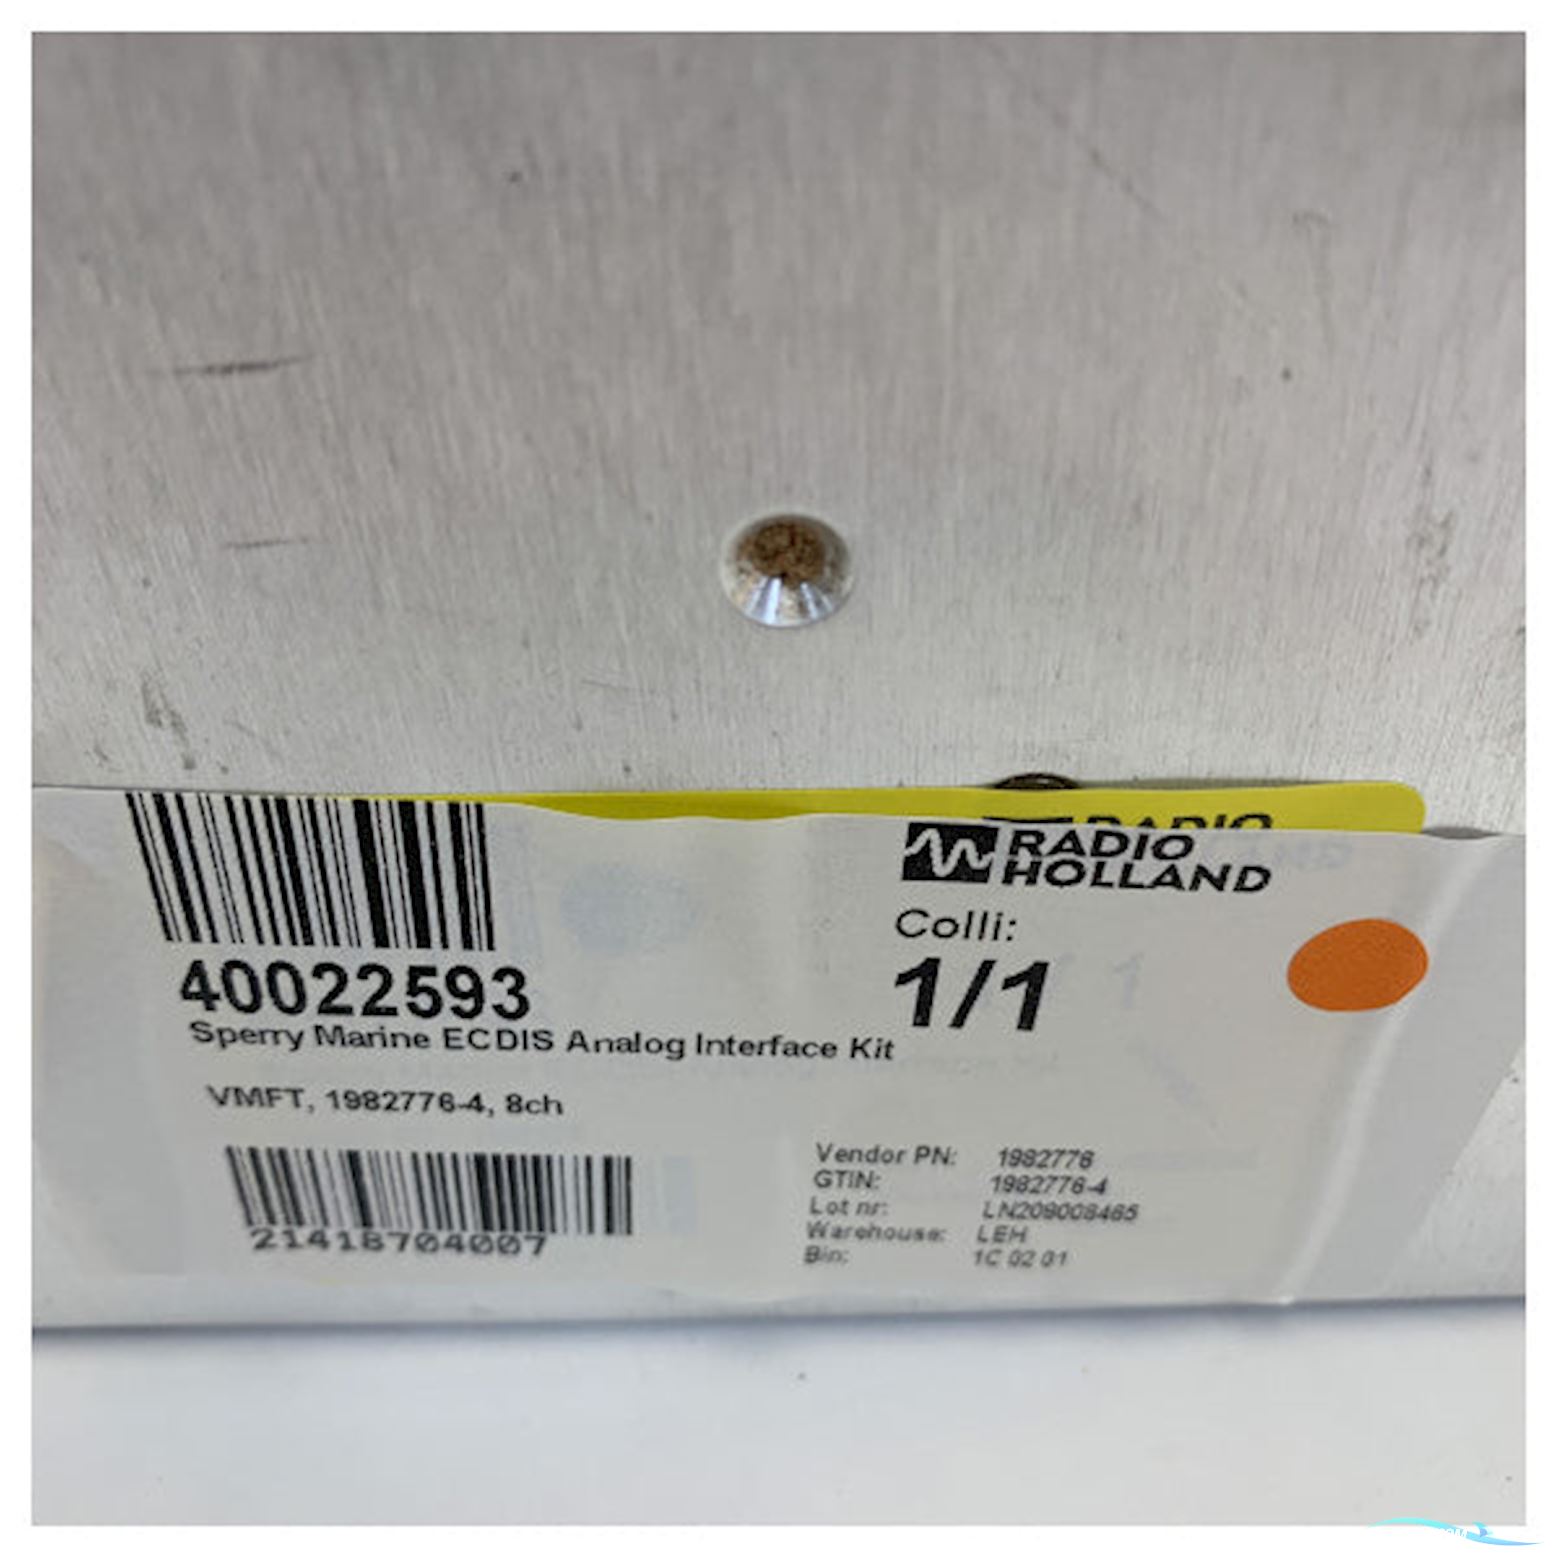 RADIO
RADIO
HOLLAND
Colli:
1/1
40022593
Sperry Marine ECDIS Analog Interface Kit
VMFT, 1982776-4, 8ch
Vendor PN: 1982776
GTIN: 1982776-4
Lot nr: LN209008465
Warehouse: LEH
Bin: 1C 02 01
21418704007